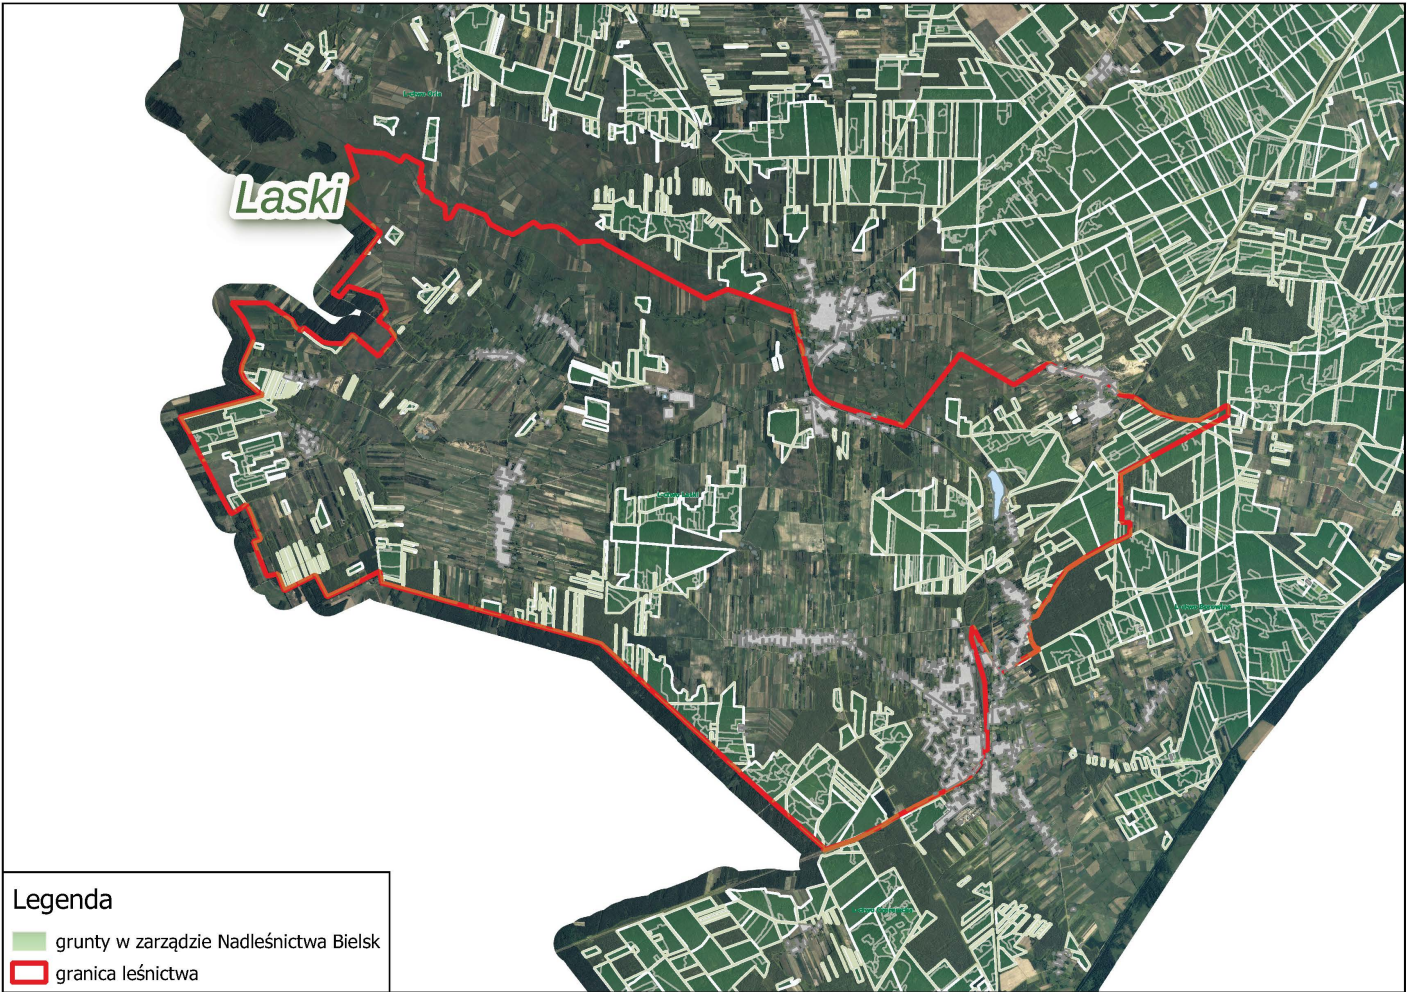 Laski
Legenda
grunty w zarządzie Nadleśnictwa Bielsk
granica leśnictwa